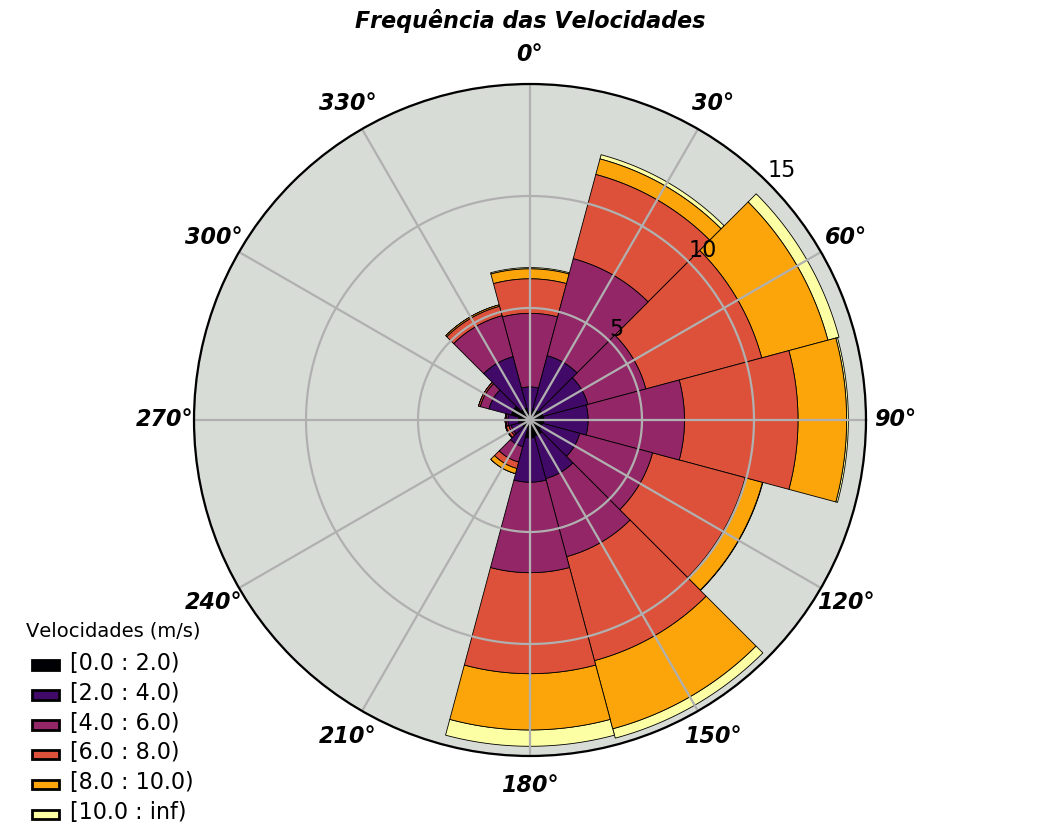 Frequência das Velocidades
0°
330°
30°
15
300°
60°
10
5
270°
90°
240°
120°
210°
150°
180°
Velocidades (m/s)
[0.0 : 2.0)
[2.0 : 4.0)
[4.0 : 6.0)
[6.0 : 8.0)
[8.0 : 10.0)
[10.0 : inf)